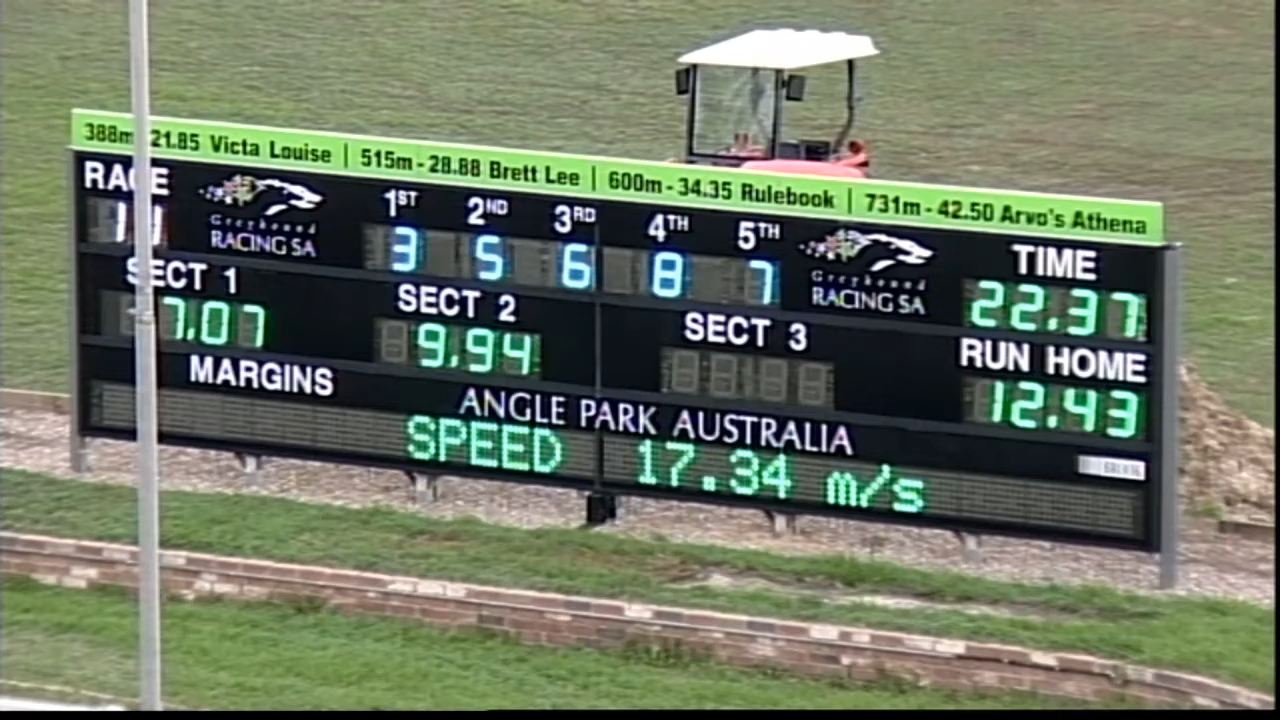 388m 21.85 Victa Louise | 515m - 28.88 Brett Lee | 600m - 34.35 Rulebook | 731m - 42.50 Arvo's Athena
RACE
Greyhound
RACING SA
1ST 2ND 3RD 4TH 5TH
3 5 6 8 7
Greyhound
RACING SA
TIME
22.37
SECT 1
7.07
SECT 2
9.94
SECT 3
RUN HOME
12.43
MARGINS
ANGLE PARK AUSTRALIA
SPEED 17.34 m/s